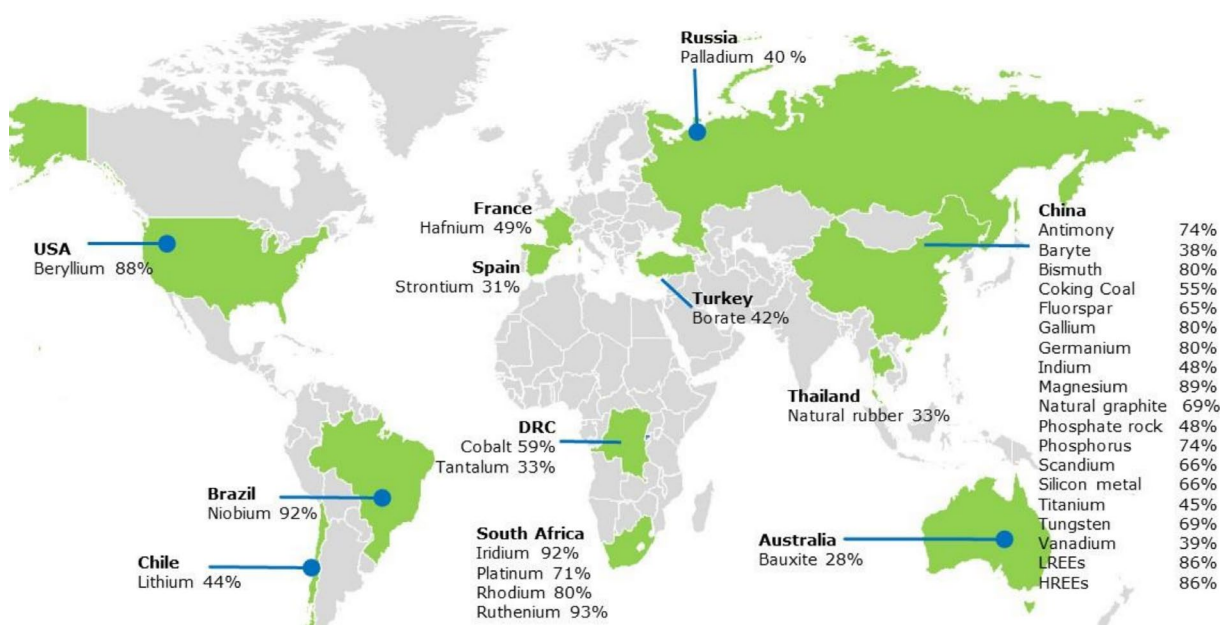 Russia
Palladium 40 %
France
Hafnium 49%
USA
Beryllium 88%
Spain
Strontium 31%
Turkey
Borate 42%
China
Antimony 74%
Baryte 38%
Bismuth 80%
Coking Coal 55%
Fluorspar 65%
Gallium 80%
Germanium 80%
Indium 48%
Magnesium 89%
Natural graphite 69%
Phosphate rock 48%
Phosphorus 74%
Scandium 66%
Silicon metal 66%
Titanium 45%
Tungsten 69%
Vanadium 39%
LREEs 86%
HREEs 86%
Thailand
Natural rubber 33%
DRC
Cobalt 59%
Tantalum 33%
Brazil
Niobium 92%
South Africa
Iridium 92%
Platinum 71%
Rhodium 80%
Ruthenium 93%
Australia
Bauxite 28%
Chile
Lithium 44%